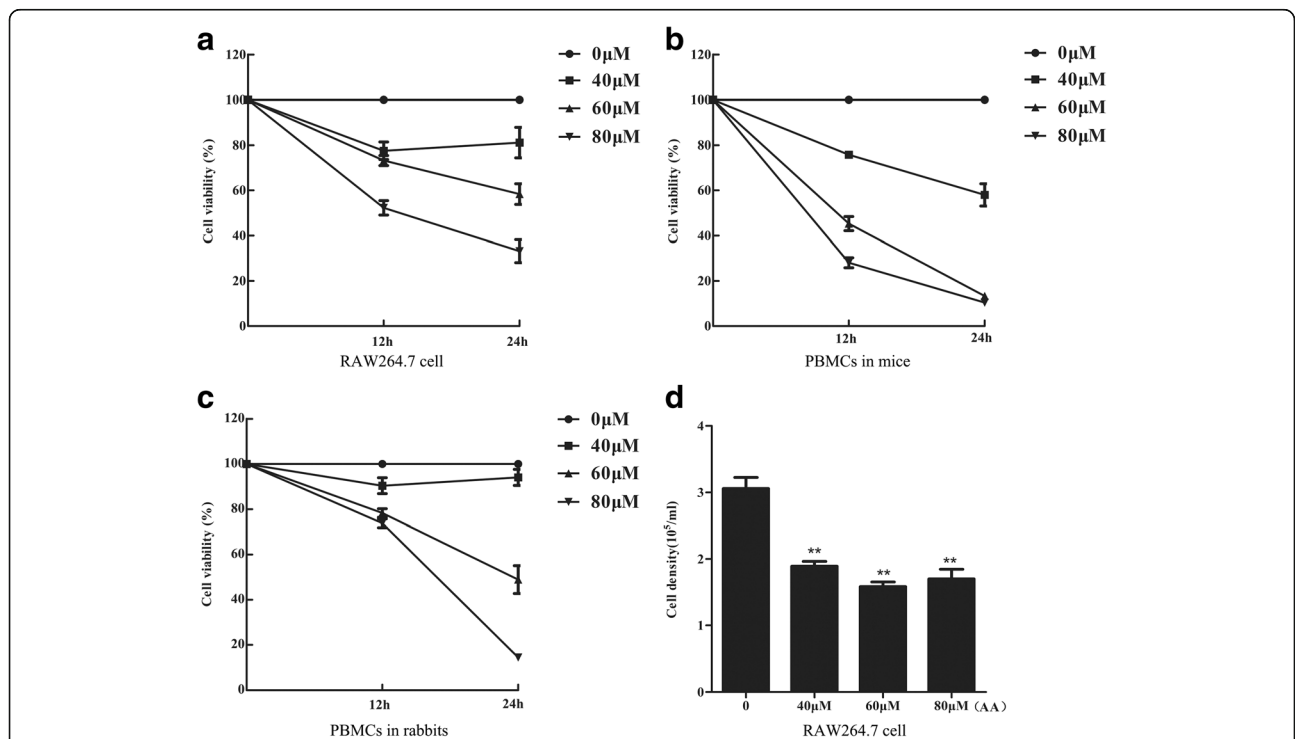 a
120
100
80
60
40
20
0
Cell viability (%)
12h
24h
RAW264.7 cell
0μM
40μM
60μM
80μM
b
120
100
80
60
40
20
0
Cell viability (%)
12h
24h
PBMCs in mice
0μM
40μM
60μM
80μM
c
120
100
80
60
40
20
0
Cell viability (%)
12h
24h
PBMCs in rabbits
0μM
40μM
60μM
80μM
d
4
3
2
1
0
Cell density(10⁵/ml)
**
**
**
0 40μM 60μM 80μM (AA)
RAW264.7 cell